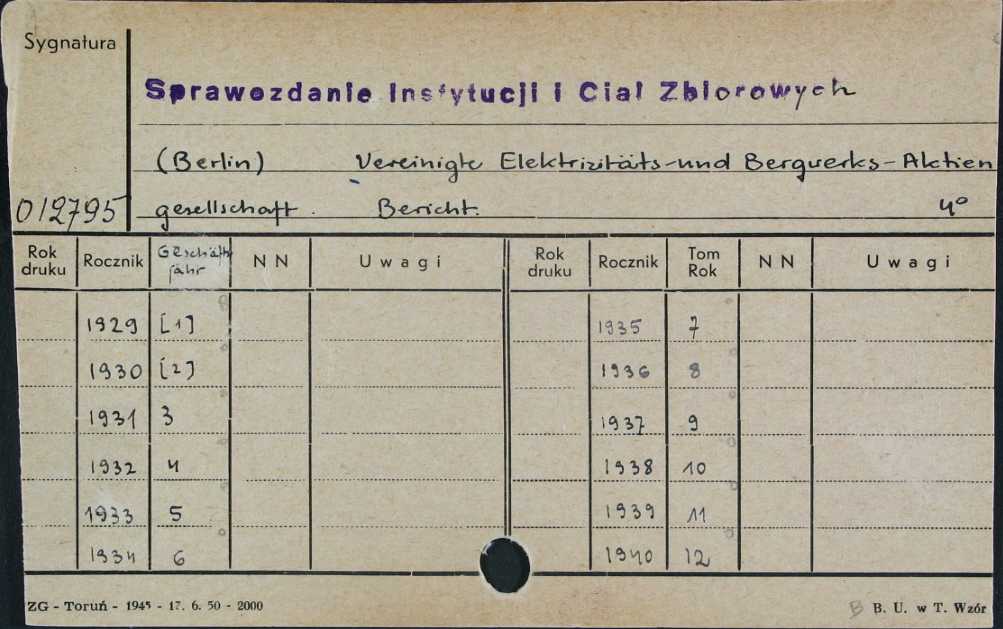 Sygnatura
Sprawozdanie Instytucji i Ciał Zbiorowych
(Berlin) Vereinigte Elektrizitäts-und Bergwerks-Aktien
012795 gesellschaft. Bericht. 4°
Rok druku Rocznik Geschäfts jahr N N Uwagi Rok druku Rocznik Tom Rok N N Uwagi
1929 [1] 1935 7
1930 [2] 1936 8
1931 3 1937 9
1932 4 1938 10
1933 5 1939 11
1934 6 1940 12
ZG - Toruń - 1945 - 17. 6. 50 - 2000 B B. U. w T. Wzór